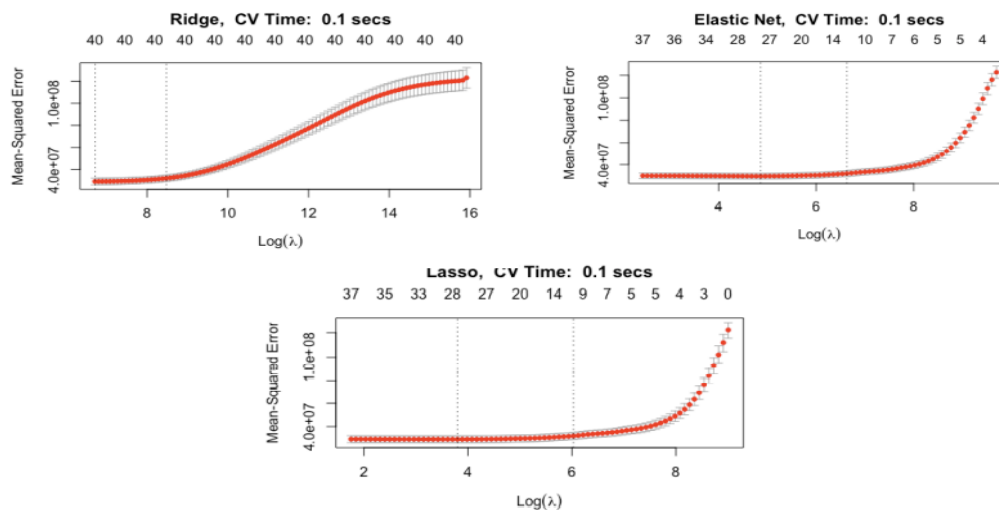 Ridge, CV Time: 0.1 secs
40 40 40 40 40 40 40 40 40 40 40 40 40
Mean-Squared Error
4.0e+07 1.0e+08
8 10 12 14 16
Log(λ)
Elastic Net, CV Time: 0.1 secs
37 36 34 28 27 20 14 10 7 6 5 5 4
Mean-Squared Error
4.0e+07 1.0e+08
4 6 8
Log(λ)
Lasso, CV Time: 0.1 secs
37 35 33 28 27 20 14 9 7 5 5 4 3 0
Mean-Squared Error
4.0e+07 1.0e+08
2 4 6 8
Log(λ)